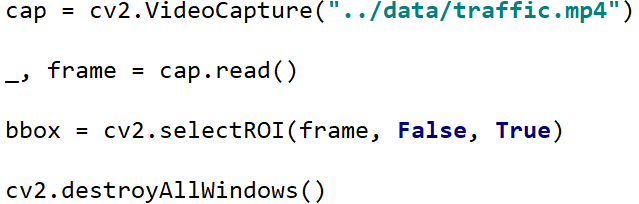 cap = cv2.VideoCapture("../data/traffic.mp4")
_, frame = cap.read()
bbox = cv2.selectROI(frame, False, True)
cv2.destroyAllWindows()